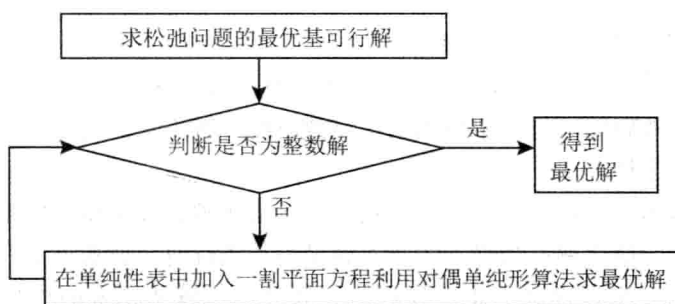 求松弛问题的最优基可行解
判断是否为整数解
是
得到
最优解
否
在单纯性表中加入一割平面方程利用对偶单纯形算法求最优解